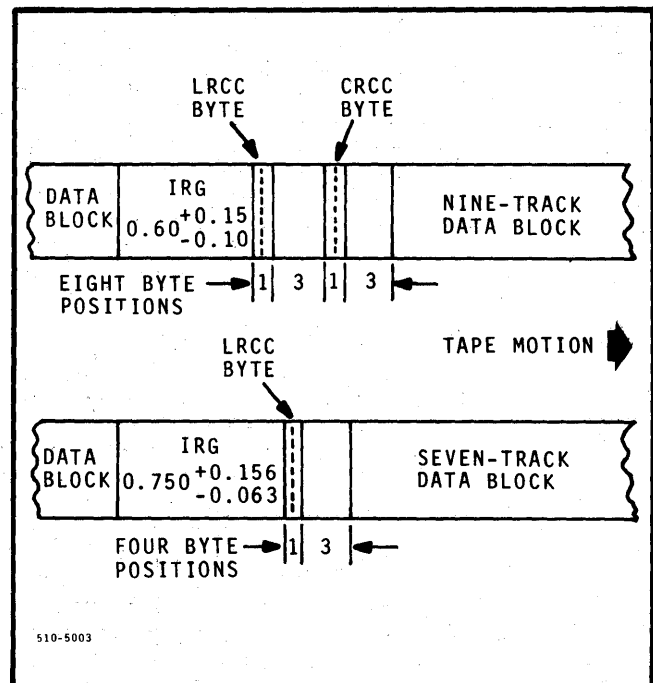 LRCC
BYTE
CRCC
BYTE
DATA
BLOCK
IRG
0.60 +0.15
-0.10
NINE-TRACK
DATA BLOCK
EIGHT BYTE
POSITIONS
1 3 1 3
TAPE MOTION
LRCC
BYTE
DATA
BLOCK
IRG
0.750 +0.156
-0.063
SEVEN-TRACK
DATA BLOCK
FOUR BYTE
POSITIONS
1 3
510-5003